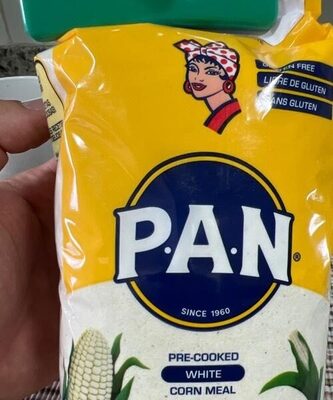 GLUTEN FREE
LIBRE DE GLUTEN
SANS GLUTEN
P.A.N
®
SINCE 1960
PRE-COOKED
WHITE
CORN MEAL